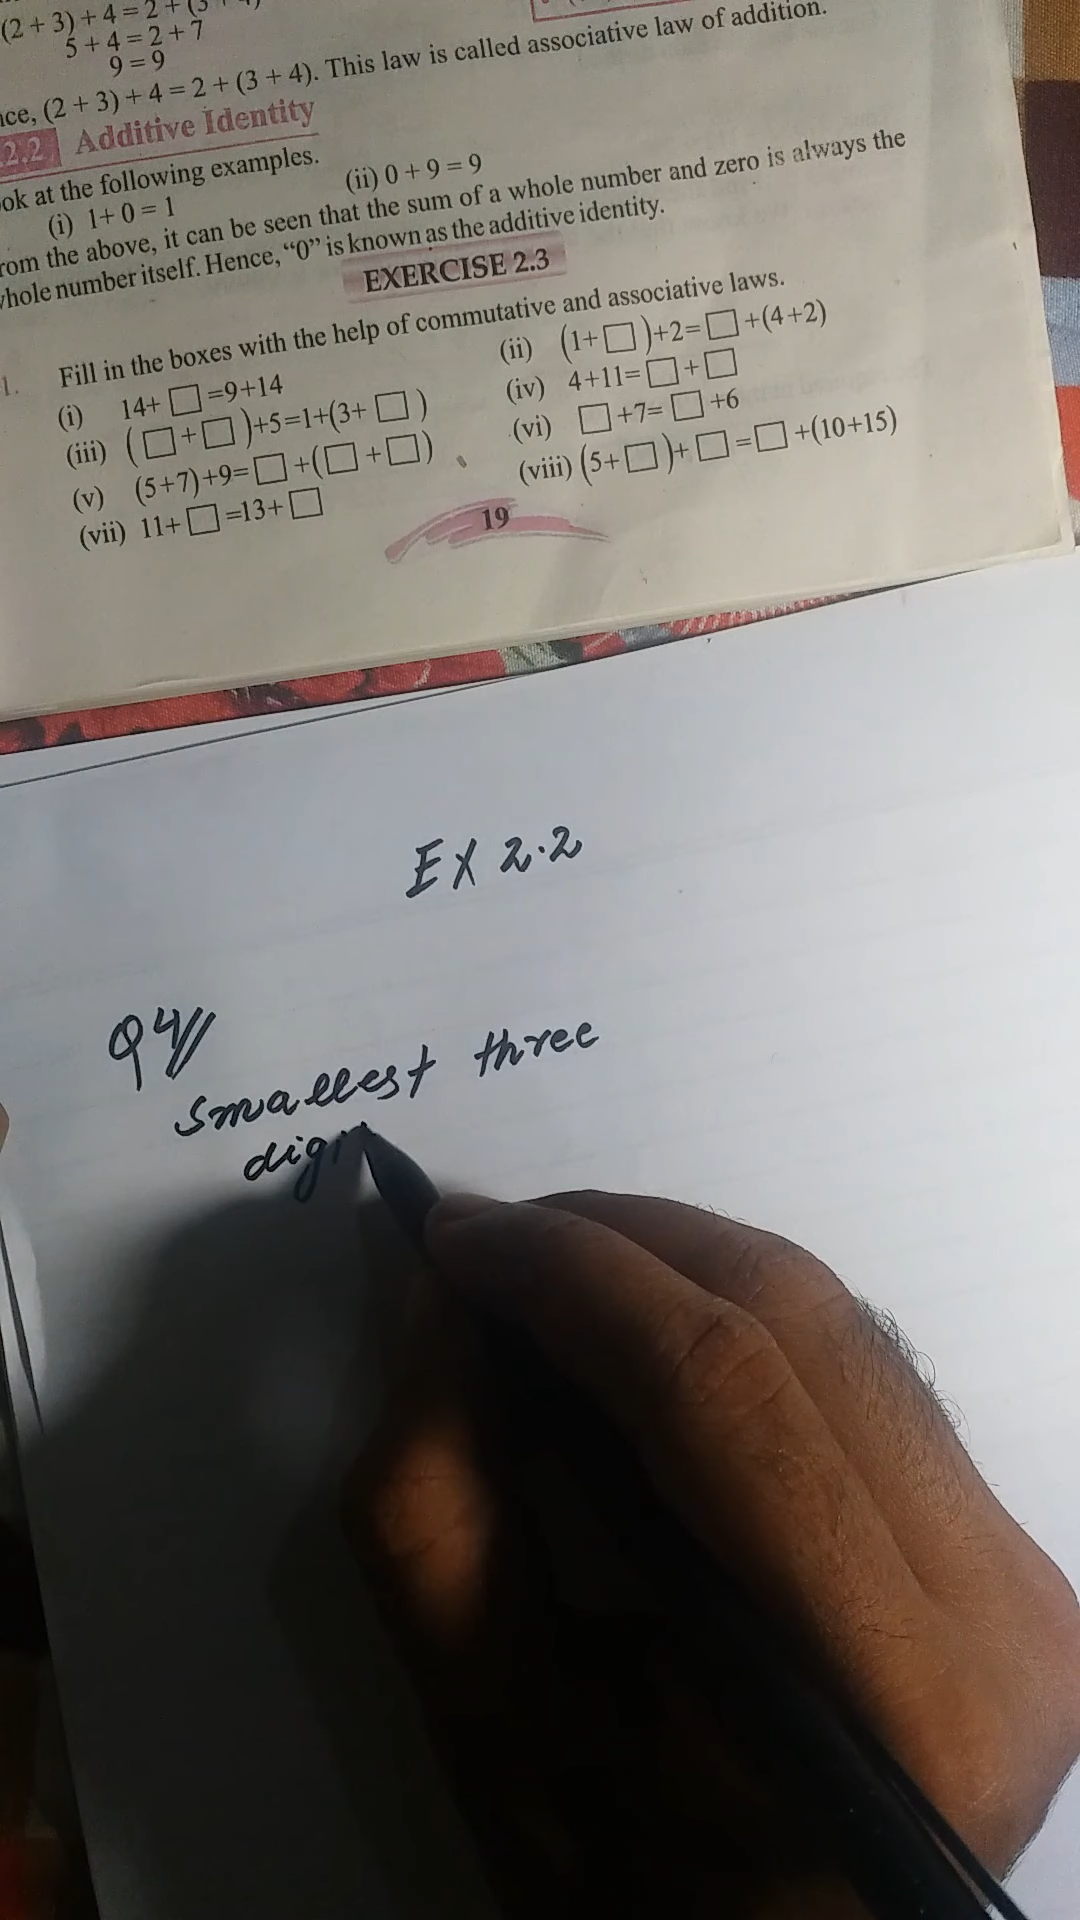 (2 + 3) + 4 = 2 + (3 + 4)
5 + 4 = 2 + 7
9 = 9
nce, (2 + 3) + 4 = 2 + (3 + 4). This law is called associative law of addition.
2.2 Additive Identity
ook at the following examples.
(i) 1+ 0 = 1 (ii) 0 + 9 = 9
rom the above, it can be seen that the sum of a whole number and zero is always the
whole number itself. Hence, “0” is known as the additive identity.
EXERCISE 2.3
1. Fill in the boxes with the help of commutative and associative laws.
(i) 14+ □ =9+14 (ii) (1+ □ )+2= □ +(4+2)
(iii) ( □ + □ )+5=1+(3+ □ ) (iv) 4+11= □ + □
(v) (5+7)+9= □ +( □ + □ ) (vi) □ +7= □ +6
(vii) 11+ □ =13+ □ (viii) (5+ □ )+ □ = □ +(10+15)
19
EX 2.2
Q4//
smallest three
digi